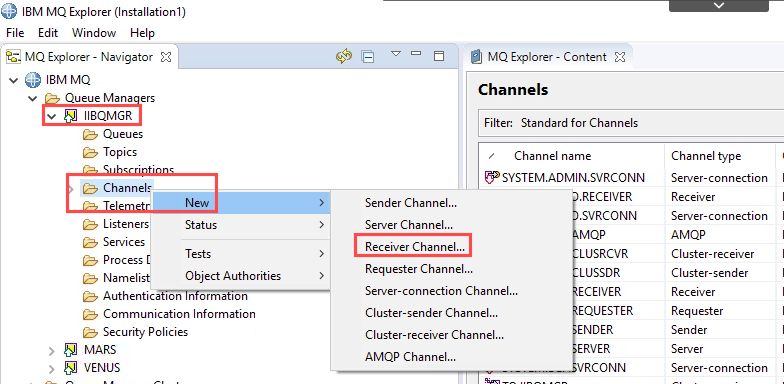 IBM MQ Explorer (Installation1)
File Edit Window Help
MQ Explorer - Navigator
IBM MQ
Queue Managers
IIBQMGR
Queues
Topics
Subscriptions
Channels
Telemetr
Listeners
Services
Process D
Namelist
Authentication Information
Communication Information
Security Policies
MARS
VENUS
New
Status
Tests
Object Authorities
Sender Channel...
Server Channel...
Receiver Channel...
Requester Channel...
Server-connection Channel...
Cluster-sender Channel...
Cluster-receiver Channel...
AMQP Channel...
MQ Explorer - Content
Channels
Filter: Standard for Channels
Channel name Channel type
SYSTEM.ADMIN.SVRCONN Server-connection
O.RECEIVER Receiver
O.SVRCONN Server-connection
AMQP AMQP
CLUSRCVR Cluster-receiver
CLUSSDR Cluster-sender
RECEIVER Receiver
REQUESTER Requester
SENDER Sender
SERVER Server
SVRCONN Server-connection